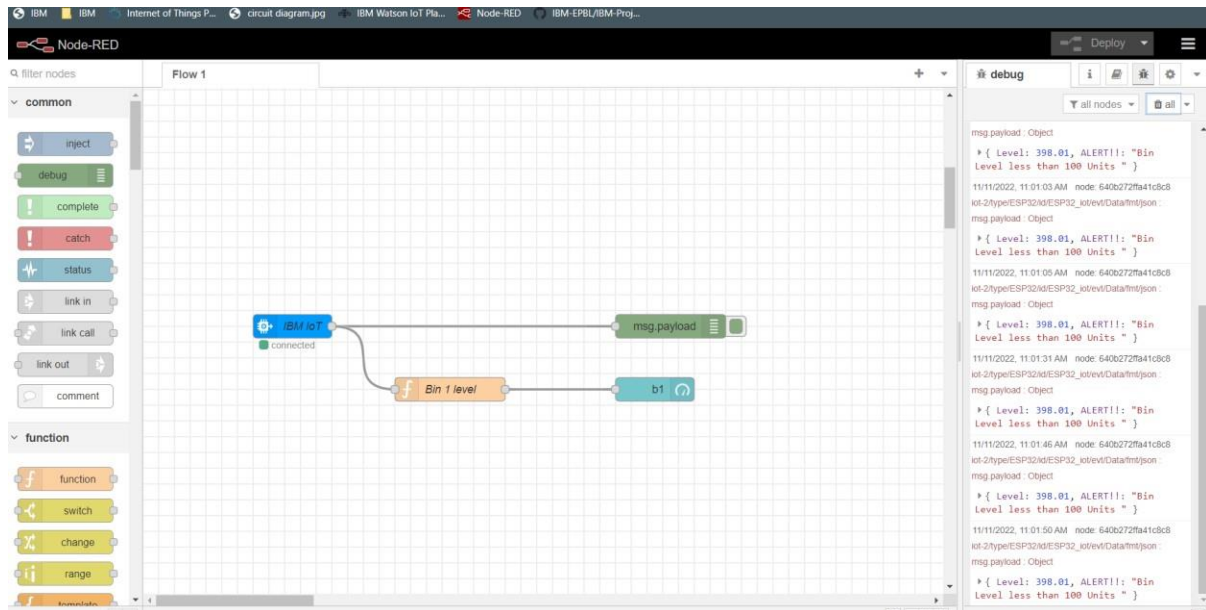 IBM IBM Internet of Things P... circuit diagram.jpg IBM Watson IoT Pla... Node-RED IBM-EPBL/IBM-Proj...
Node-RED Deploy
filter nodes Flow 1 debug i
all nodes all
common
inject
debug
complete
catch
status
link in
link call
link out
comment
function
function
switch
change
range
template
IBM IoT
connected
msg.payload
Bin 1 level
b1
msg.payload : Object
{ Level: 398.01, ALERT!!: "Bin
Level less than 100 Units " }
11/11/2022, 11:01:03 AM node: 640b272ffa41c8c8
iot-2/type/ESP32/id/ESP32_iot/evt/Data/fmt/json :
msg.payload : Object
{ Level: 398.01, ALERT!!: "Bin
Level less than 100 Units " }
11/11/2022, 11:01:05 AM node: 640b272ffa41c8c8
iot-2/type/ESP32/id/ESP32_iot/evt/Data/fmt/json :
msg.payload : Object
{ Level: 398.01, ALERT!!: "Bin
Level less than 100 Units " }
11/11/2022, 11:01:31 AM node: 640b272ffa41c8c8
iot-2/type/ESP32/id/ESP32_iot/evt/Data/fmt/json :
msg.payload : Object
{ Level: 398.01, ALERT!!: "Bin
Level less than 100 Units " }
11/11/2022, 11:01:46 AM node: 640b272ffa41c8c8
iot-2/type/ESP32/id/ESP32_iot/evt/Data/fmt/json :
msg.payload : Object
{ Level: 398.01, ALERT!!: "Bin
Level less than 100 Units " }
11/11/2022, 11:01:50 AM node: 640b272ffa41c8c8
iot-2/type/ESP32/id/ESP32_iot/evt/Data/fmt/json :
msg.payload : Object
{ Level: 398.01, ALERT!!: "Bin
Level less than 100 Units " }